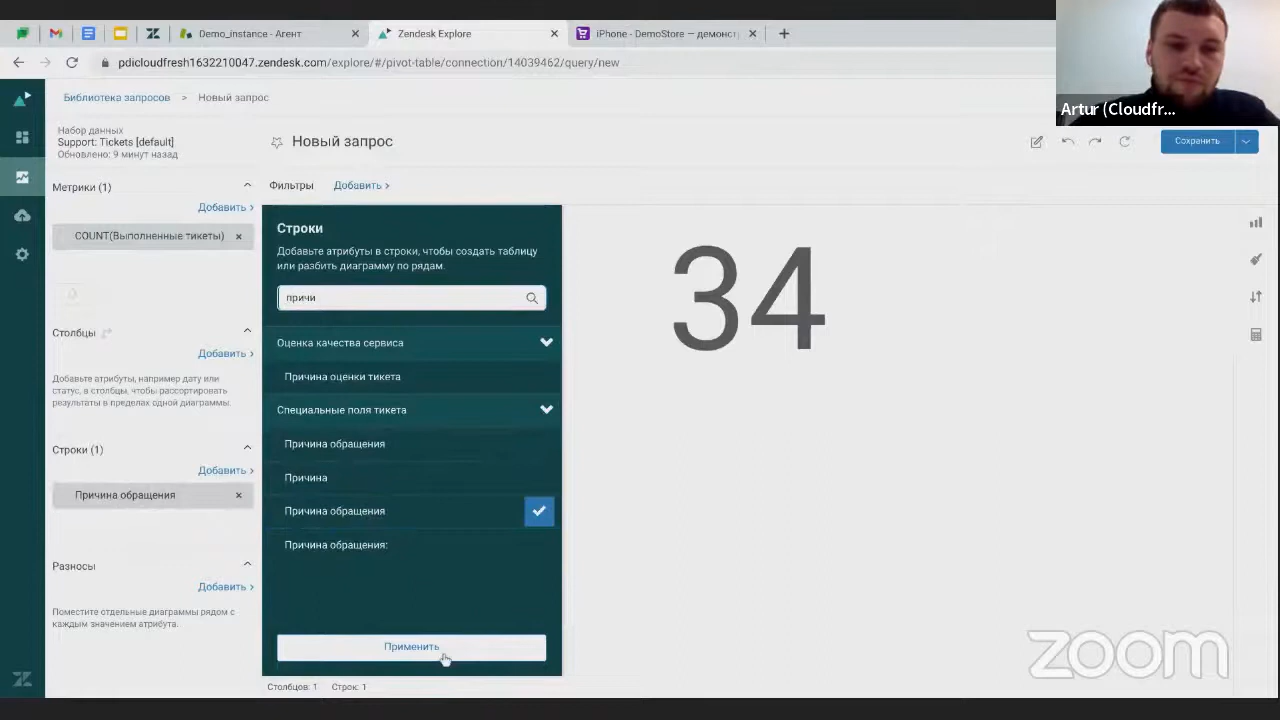 Demo_instance - Агент
Zendesk Explore
iPhone - DemoStore — демонстр
pdicloudfresh1632210047.zendesk.com/explore/#/pivot-table/connection/14039462/query/new
Artur (Cloudfr...
Библиотека запросов > Новый запрос
Набор данных
Support: Tickets [default]
Обновлено: 9 минут назад
Новый запрос
Сохранить
Метрики (1)
Добавить >
COUNT(Выполненные тикеты) ×
Столбцы
Добавить >
Добавьте атрибуты, например дату или
статус, в столбцы, чтобы рассортировать
результаты в пределах одной диаграммы.
Строки (1)
Добавить >
Причина обращения ×
Разносы
Добавить >
Поместите отдельные диаграммы рядом с
каждым значением атрибута.
Фильтры Добавить >
Строки
Добавьте атрибуты в строки, чтобы создать таблицу
или разбить диаграмму по рядам.
причи
Оценка качества сервиса
Причина оценки тикета
Специальные поля тикета
Причина обращения
Причина
Причина обращения
Причина обращения:
Применить
Столбцов: 1 Строк: 1
34
zoom